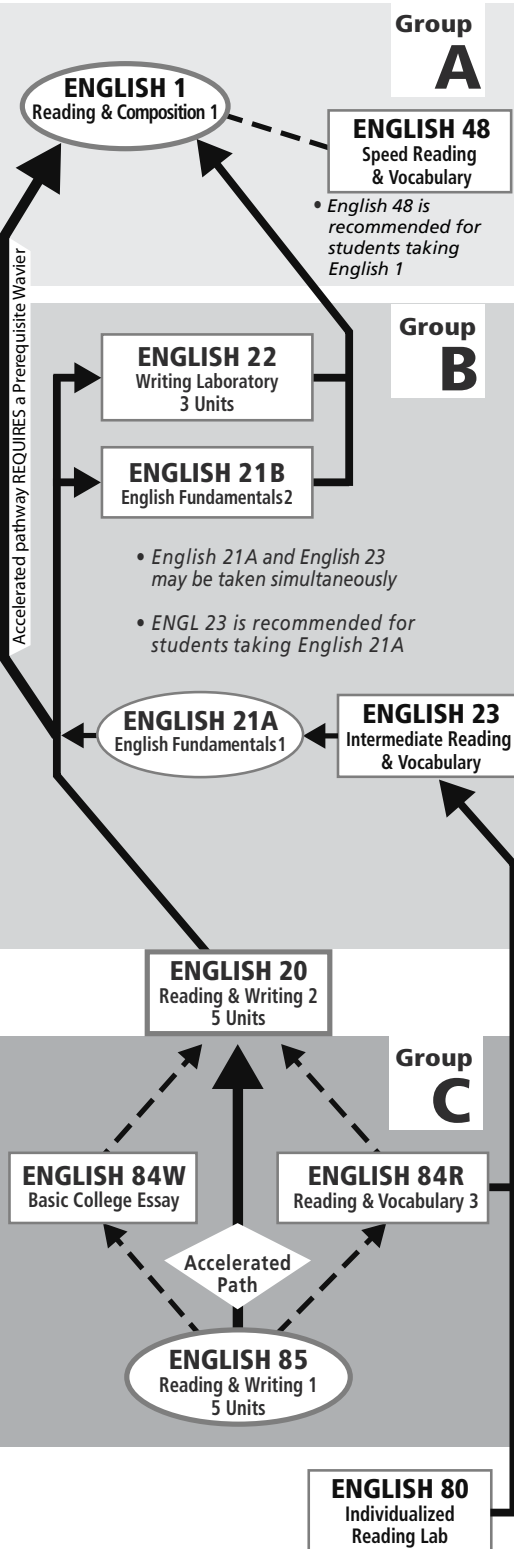 Group
A
ENGLISH 1
Reading & Composition 1
ENGLISH 48
Speed Reading
& Vocabulary
• English 48 is
recommended for
students taking
English 1
Accelerated pathway REQUIRES a Prerequisite Wavier
Group
B
ENGLISH 22
Writing Laboratory
3 Units
ENGLISH 21B
English Fundamentals2
• English 21A and English 23
may be taken simultaneously
• ENGL 23 is recommended for
students taking English 21A
ENGLISH 21A
English Fundamentals1
ENGLISH 23
Intermediate Reading
& Vocabulary
ENGLISH 20
Reading & Writing 2
5 Units
Group
C
ENGLISH 84W
Basic College Essay
ENGLISH 84R
Reading & Vocabulary 3
Accelerated
Path
ENGLISH 85
Reading & Writing 1
5 Units
ENGLISH 80
Individualized
Reading Lab